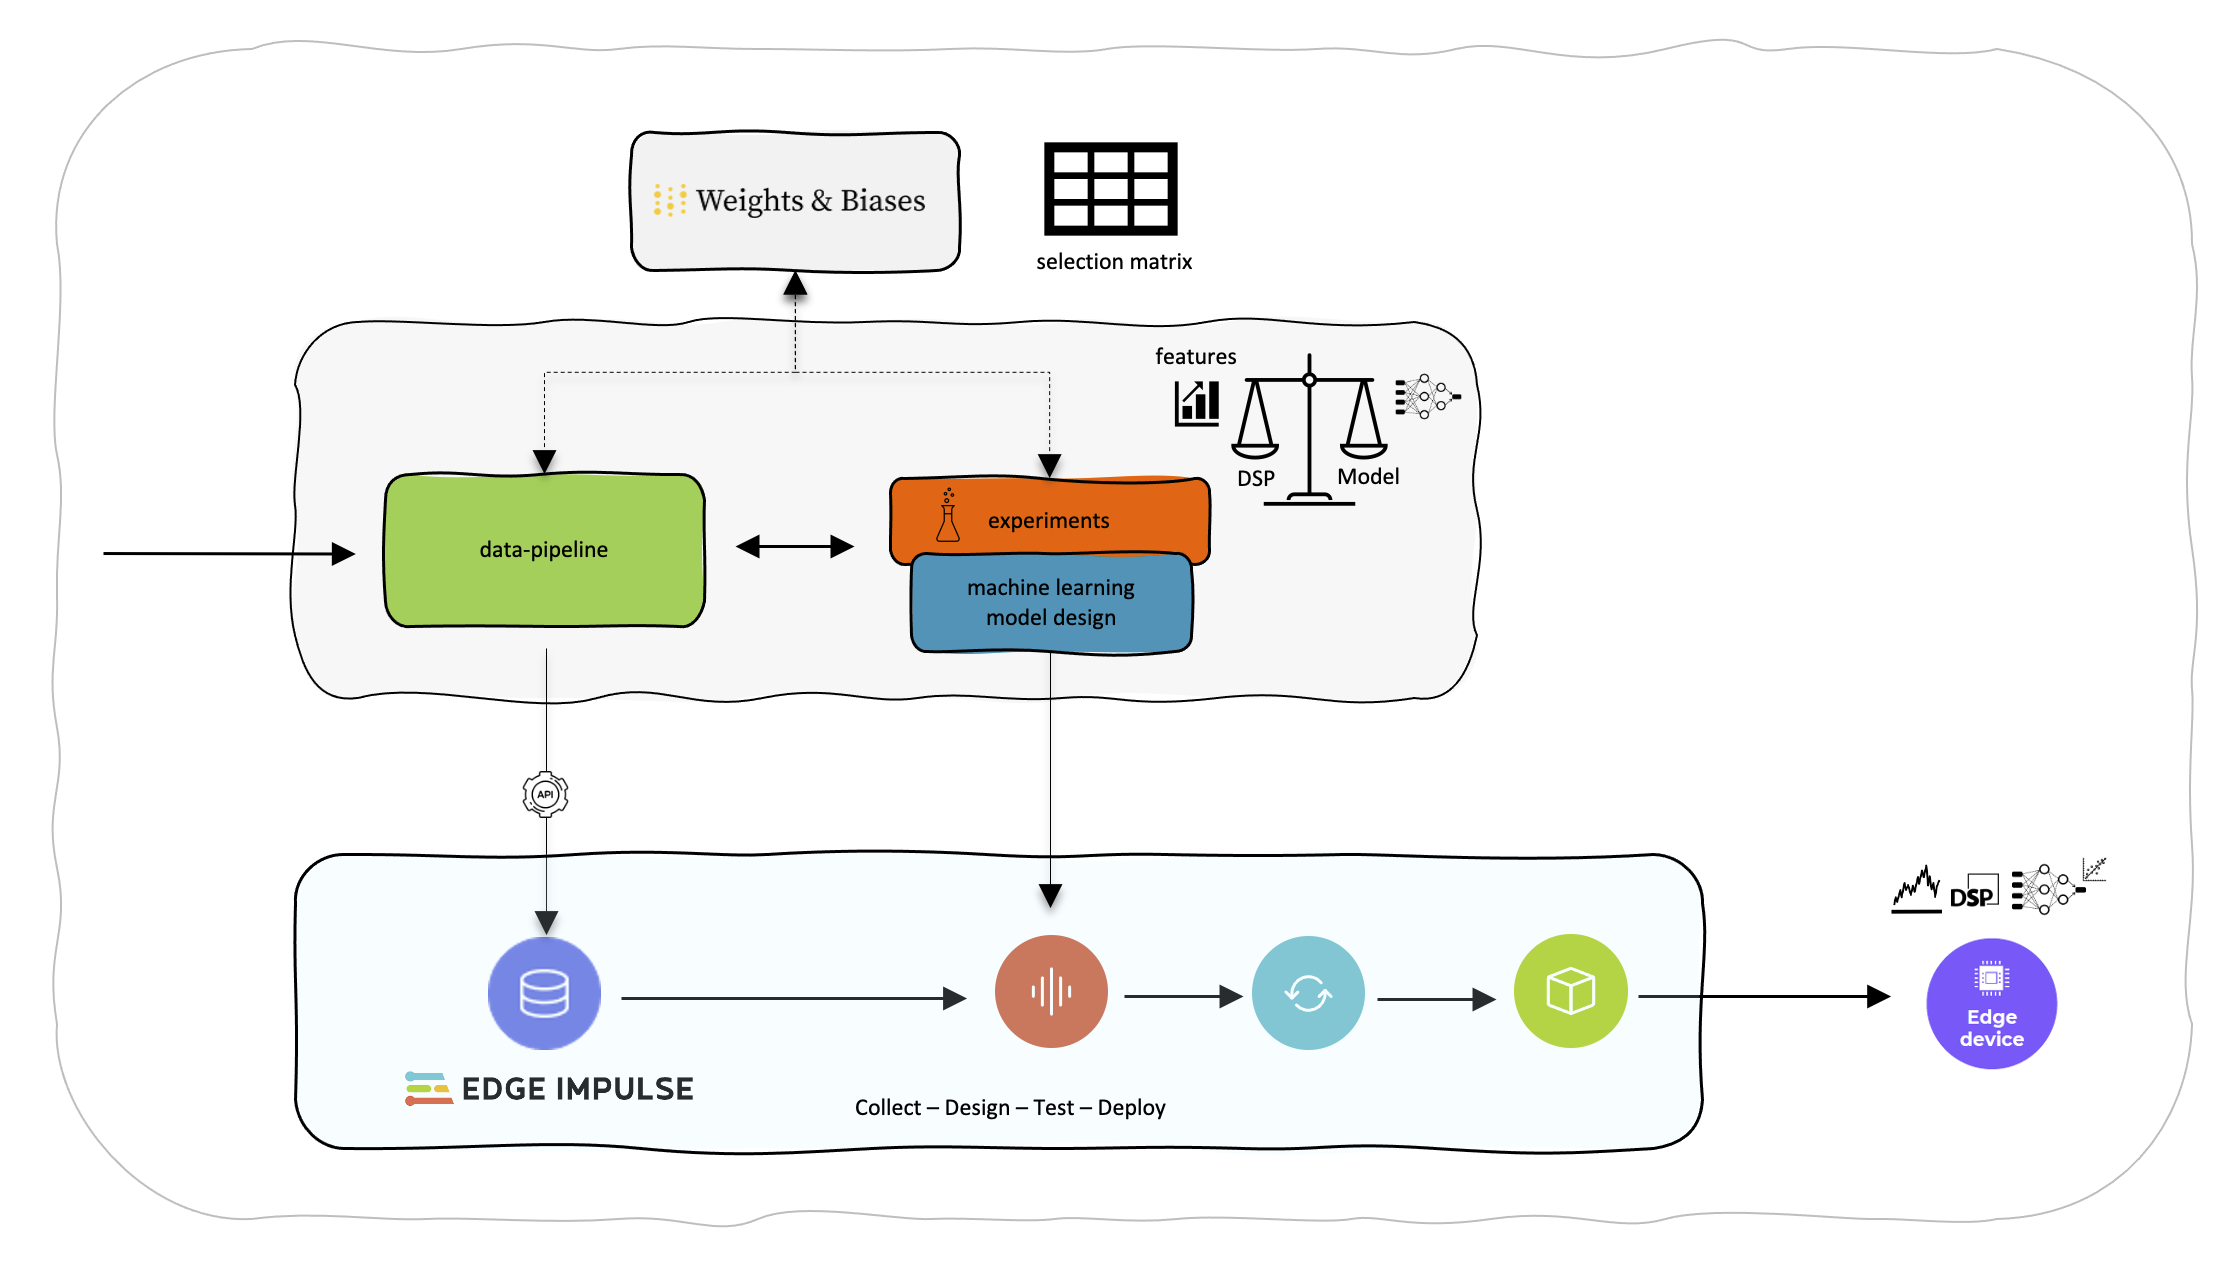 Weights & Biases
selection matrix
features
DSP
Model
experiments
data-pipeline
machine learning
model design
API
DSP
Edge
device
EDGE IMPULSE
Collect – Design – Test – Deploy